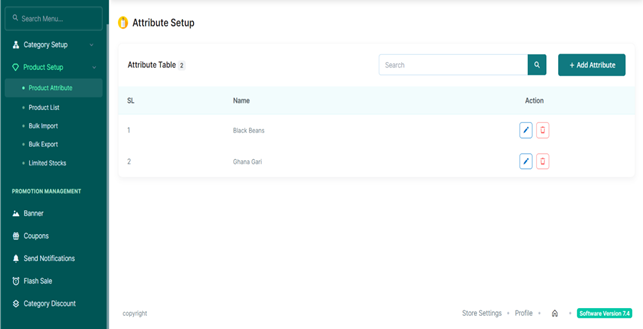 Search Menu...
Category Setup
Product Setup
Product Attribute
Product List
Bulk Import
Bulk Export
Limited Stocks
PROMOTION MANAGEMENT
Banner
Coupons
Send Notifications
Flash Sale
Category Discount
Attribute Setup
Attribute Table 2
Search
+ Add Attribute
SL Name Action
1 Black Beans
2 Ghana Gari
copyright
Store Settings • Profile • • Software Version 7.4